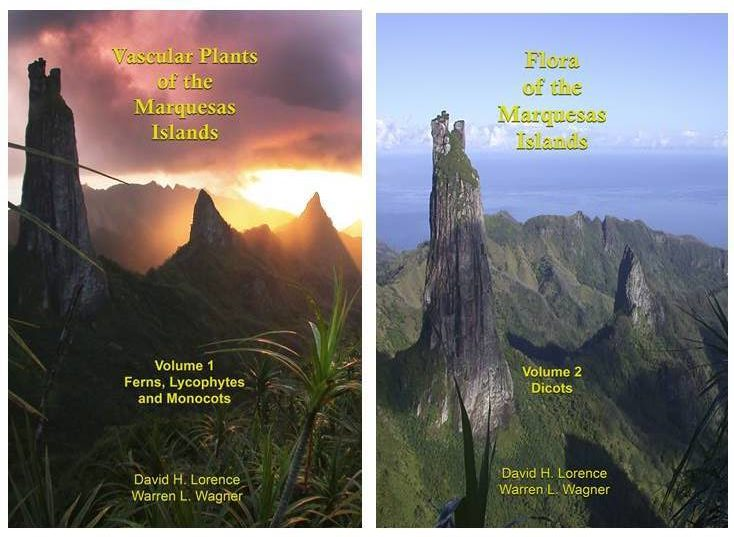 Vascular Plants
of the
Marquesas
Islands
Volume 1
Ferns, Lycophytes
and Monocots
David H. Lorence
Warren L. Wagner
Flora
of the
Marquesas
Islands
Volume 2
Dicots
David H. Lorence
Warren L. Wagner